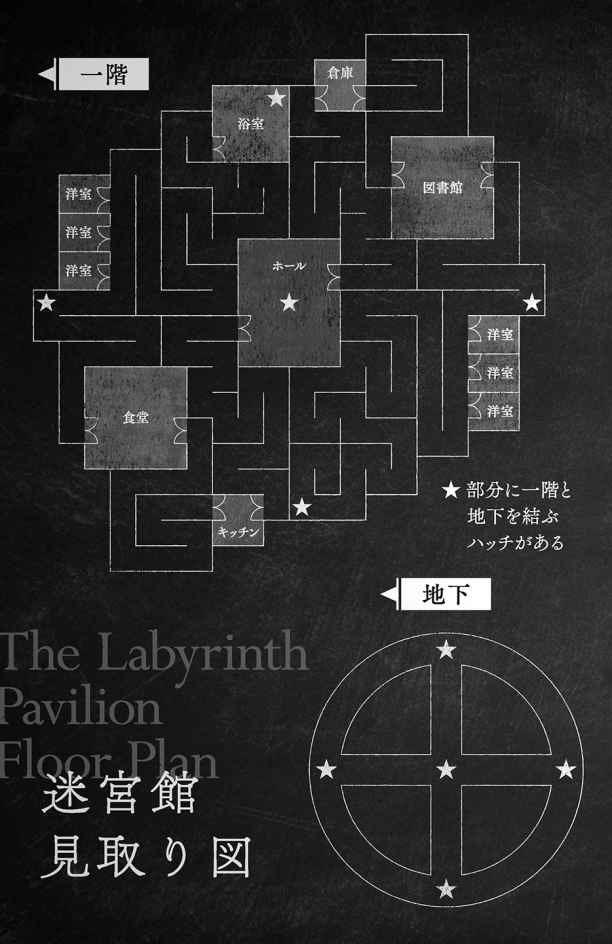 一階
倉庫
浴室
図書館
洋室
洋室
洋室
ホール
洋室
洋室
洋室
食堂
キッチン
★部分に一階と
地下を結ぶ
ハッチがある
地下
The Labyrinth
Pavilion
Floor Plan
迷宮館
見取り図